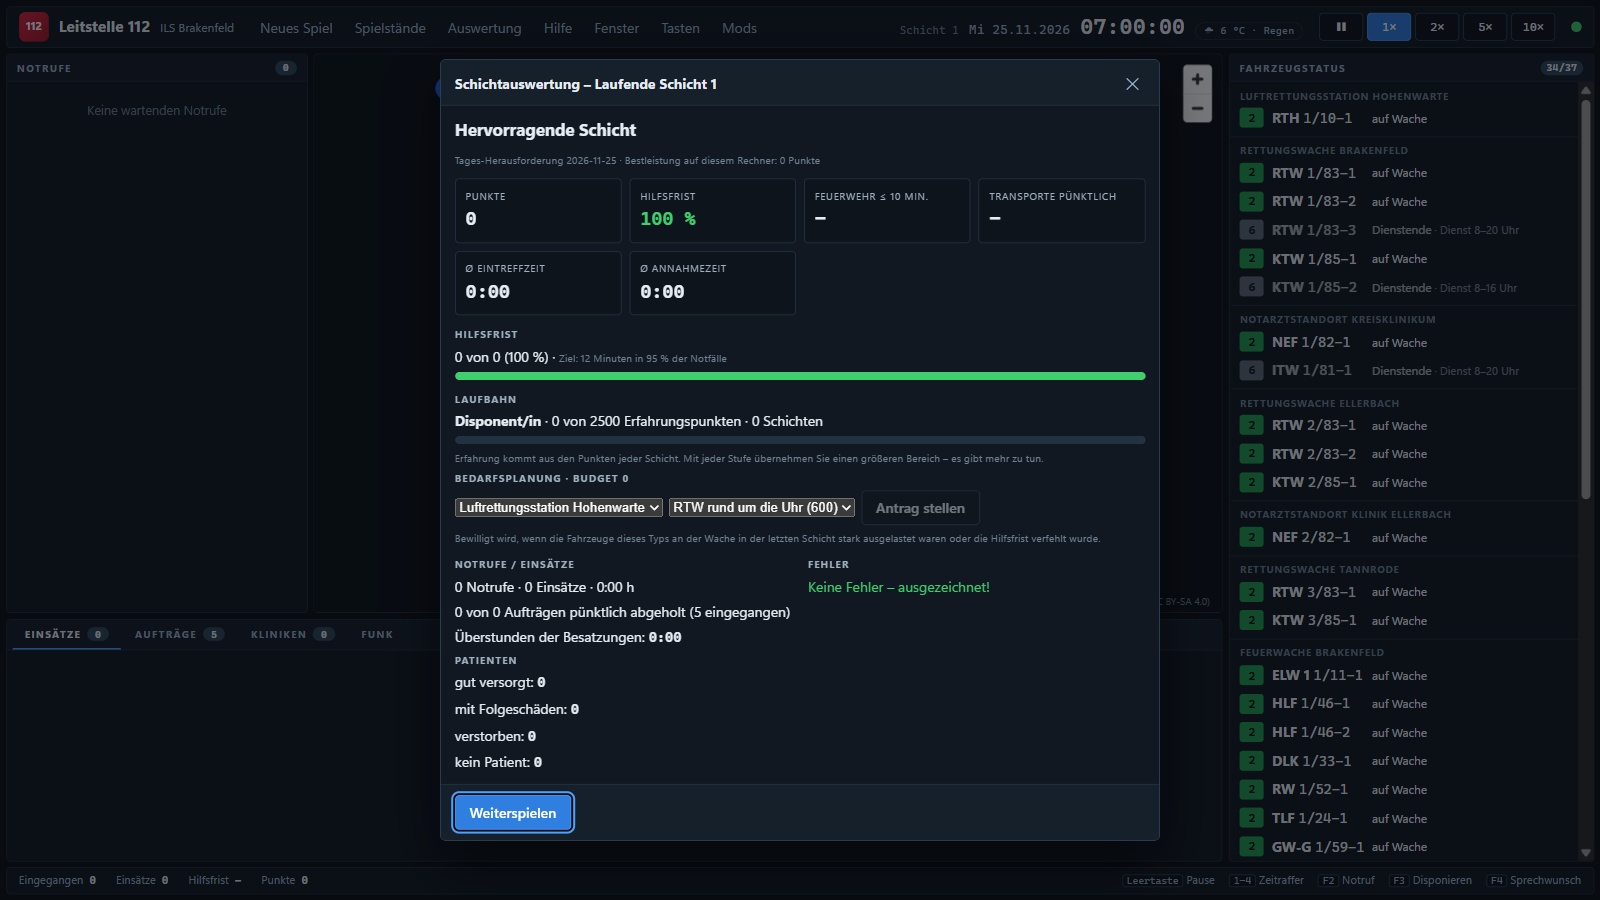 112 Leitstelle 112 ILS Brakenfeld Neues Spiel Spielstände Auswertung Hilfe Fenster Tasten Mods Schicht 1 Mi 25.11.2026 07:00:00 6 °C · Regen 1× 2× 5× 10×
NOTRUFE 0
Keine wartenden Notrufe
Schichtauswertung – Laufende Schicht 1
Hervorragende Schicht
Tages-Herausforderung 2026-11-25 · Bestleistung auf diesem Rechner: 0 Punkte
PUNKTE
0
HILFSFRIST
100 %
FEUERWEHR ≤ 10 MIN.
–
TRANSPORTE PÜNKTLICH
–
Ø EINTREFFZEIT
0:00
Ø ANNAHMEZEIT
0:00
HILFSFRIST
0 von 0 (100 %) · Ziel: 12 Minuten in 95 % der Notfälle
LAUFBAHN
Disponent/in · 0 von 2500 Erfahrungspunkten · 0 Schichten
Erfahrung kommt aus den Punkten jeder Schicht. Mit jeder Stufe übernehmen Sie einen größeren Bereich – es gibt mehr zu tun.
BEDARFSPLANUNG · BUDGET 0
Luftrettungsstation Hohenwarte RTW rund um die Uhr (600) Antrag stellen
Bewilligt wird, wenn die Fahrzeuge dieses Typs an der Wache in der letzten Schicht stark ausgelastet waren oder die Hilfsfrist verfehlt wurde.
NOTRUFE / EINSÄTZE
0 Notrufe · 0 Einsätze · 0:00 h
0 von 0 Aufträgen pünktlich abgeholt (5 eingegangen)
Überstunden der Besatzungen: 0:00
FEHLER
Keine Fehler – ausgezeichnet!
PATIENTEN
gut versorgt: 0
mit Folgeschäden: 0
verstorben: 0
kein Patient: 0
Weiterspielen
+
−
BY-SA 4.0)
EINSÄTZE 0 AUFTRÄGE 5 KLINIKEN 0 FUNK
FAHRZEUGSTATUS 34/37
LUFTRETTUNGSSTATION HOHENWARTE
2 RTH 1/10–1 auf Wache
RETTUNGSWACHE BRAKENFELD
2 RTW 1/83–1 auf Wache
2 RTW 1/83–2 auf Wache
6 RTW 1/83–3 Dienstende · Dienst 8–20 Uhr
2 KTW 1/85–1 auf Wache
6 KTW 1/85–2 Dienstende · Dienst 8–16 Uhr
NOTARZTSTANDORT KREISKLINIKUM
2 NEF 1/82–1 auf Wache
6 ITW 1/81–1 Dienstende · Dienst 8–20 Uhr
RETTUNGSWACHE ELLERBACH
2 RTW 2/83–1 auf Wache
2 RTW 2/83–2 auf Wache
2 KTW 2/85–1 auf Wache
NOTARZTSTANDORT KLINIK ELLERBACH
2 NEF 2/82–1 auf Wache
RETTUNGSWACHE TANNRODE
2 RTW 3/83–1 auf Wache
2 KTW 3/85–1 auf Wache
FEUERWACHE BRAKENFELD
2 ELW 1 1/11–1 auf Wache
2 HLF 1/46–1 auf Wache
2 HLF 1/46–2 auf Wache
2 DLK 1/33–1 auf Wache
2 RW 1/52–1 auf Wache
2 TLF 1/24–1 auf Wache
2 GW-G 1/59–1 auf Wache
Eingegangen 0 Einsätze 0 Hilfsfrist – Punkte 0 Leertaste Pause 1–4 Zeitraffer F2 Notruf F3 Disponieren F4 Sprechwunsch